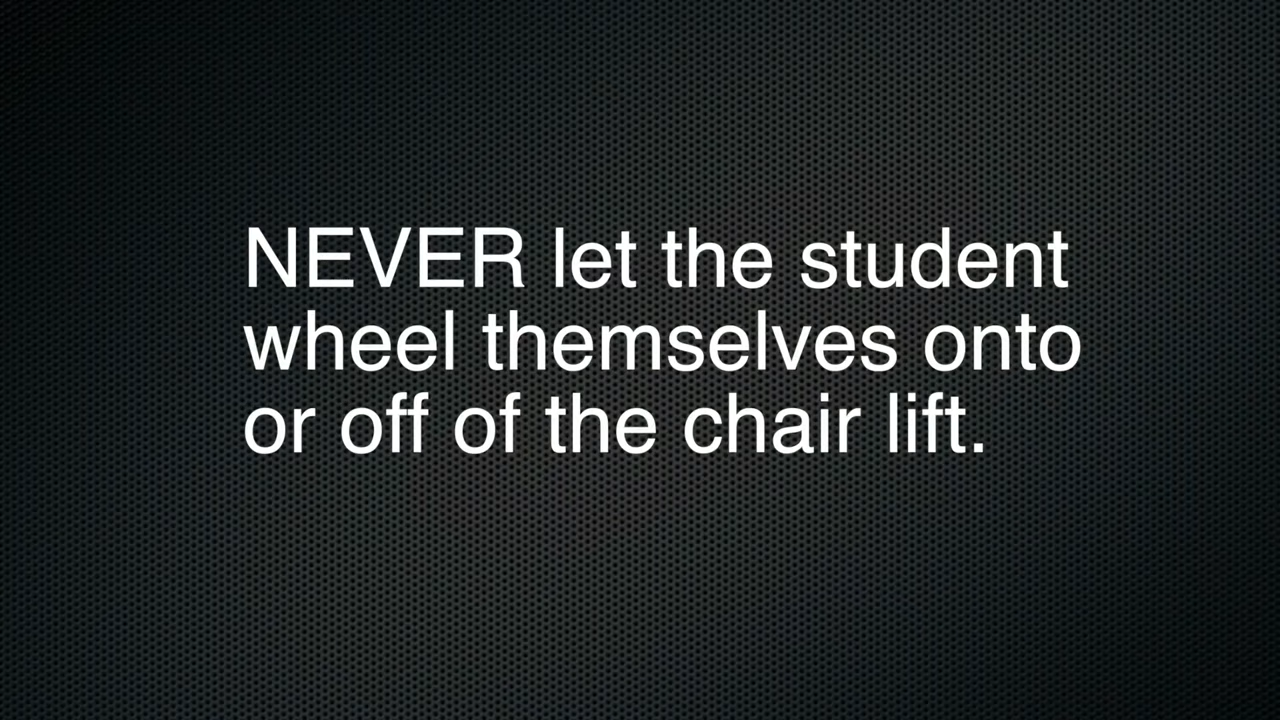 NEVER let the student
wheel themselves onto
or off of the chair lift.